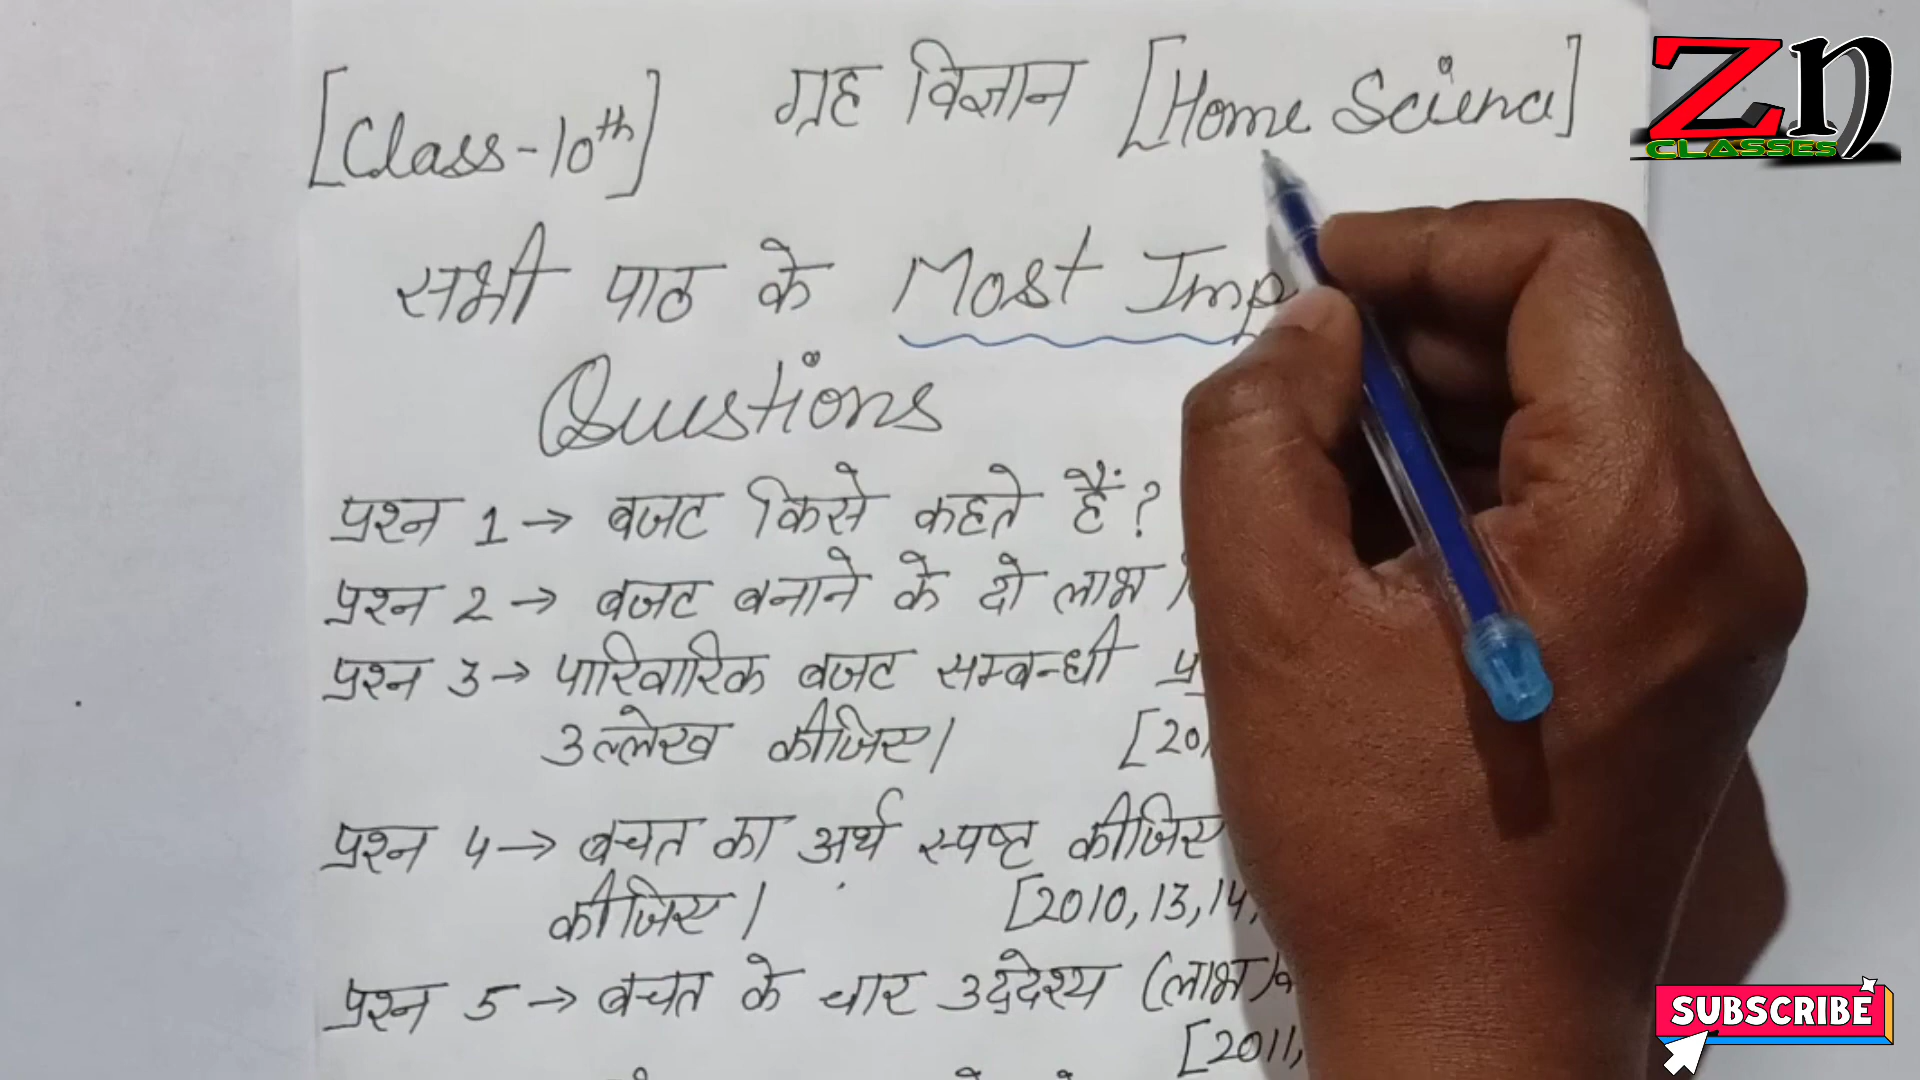 [Class-10th] ग्रह विज्ञान [Home Science]
सभी पाठ के Most Imp
Questions
प्रश्न 1→ बजट किसे कहते हैं?
प्रश्न 2→ बजट बनाने के दो लाभ
प्रश्न 3→ पारिवारिक बजट सम्बन्धी
उल्लेख कीजिए। [20
प्रश्न 4→ बचत का अर्थ स्पष्ट कीजिए
कीजिए। [2010,13,14,
प्रश्न 5→ बचत के चार उद्देश्य (लाभ)
[2011,
Zn
CLASSES
SUBSCRIBE